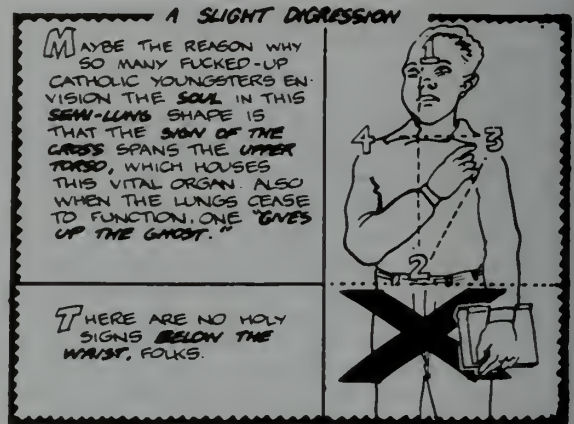 A SLIGHT DIGRESSION
MAYBE THE REASON WHY
SO MANY FUCKED-UP
CATHOLIC YOUNGSTERS EN-
VISION THE SOUL IN THIS
SEMI-LUNG SHAPE IS
THAT THE SIGN OF THE
CROSS SPANS THE UPPER
TORSO, WHICH HOUSES
THIS VITAL ORGAN. ALSO
WHEN THE LUNGS CEASE
TO FUNCTION, ONE "GIVES
UP THE GHOST."
THERE ARE NO HOLY
SIGNS BELOW THE
WAIST, FOLKS.
1
4 3
2